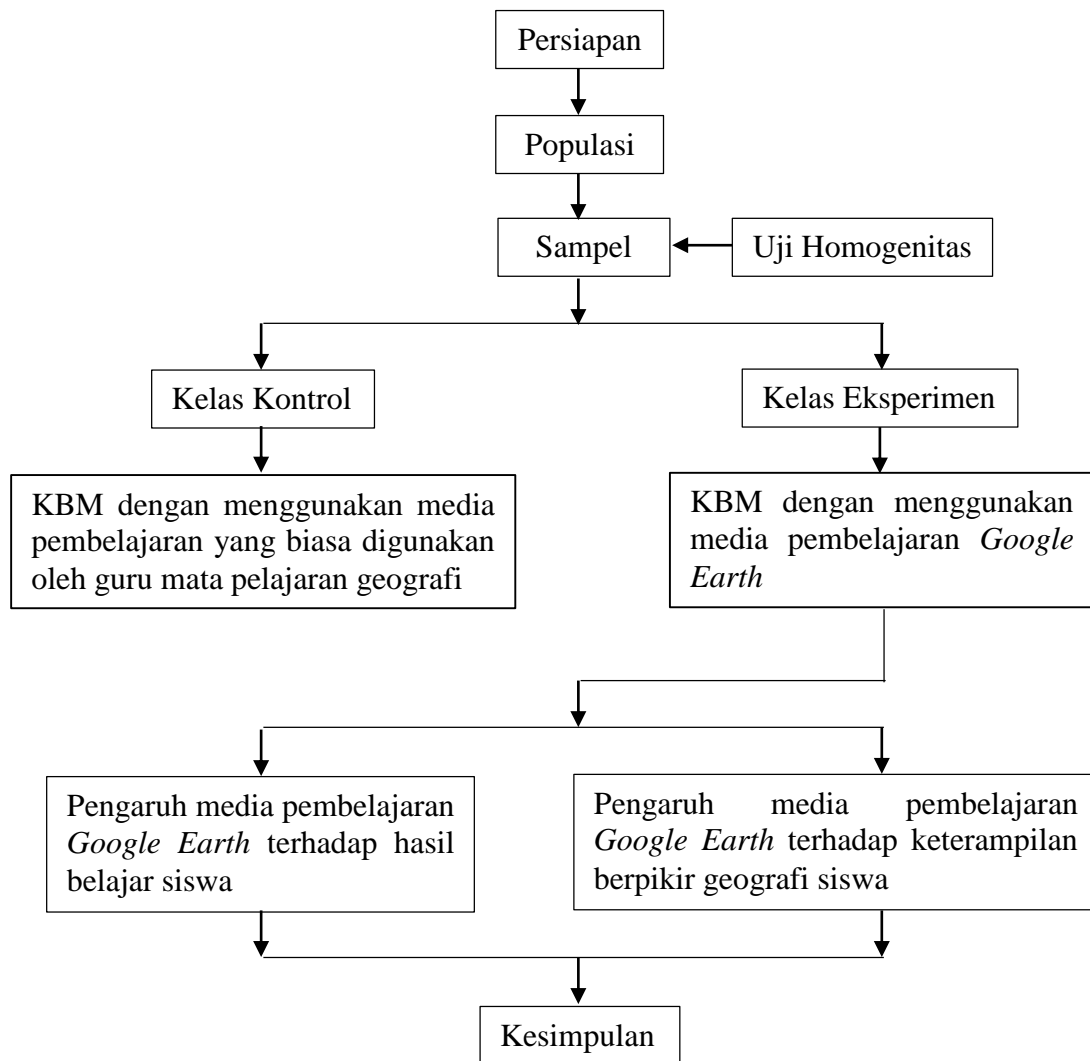 Persiapan
Populasi
Sampel
Uji Homogenitas
Kelas Kontrol
Kelas Eksperimen
KBM dengan menggunakan media
pembelajaran yang biasa digunakan
oleh guru mata pelajaran geografi
KBM dengan menggunakan
media pembelajaran Google
Earth
Pengaruh media pembelajaran
Google Earth terhadap hasil
belajar siswa
Pengaruh media pembelajaran
Google Earth terhadap keterampilan
berpikir geografi siswa
Kesimpulan